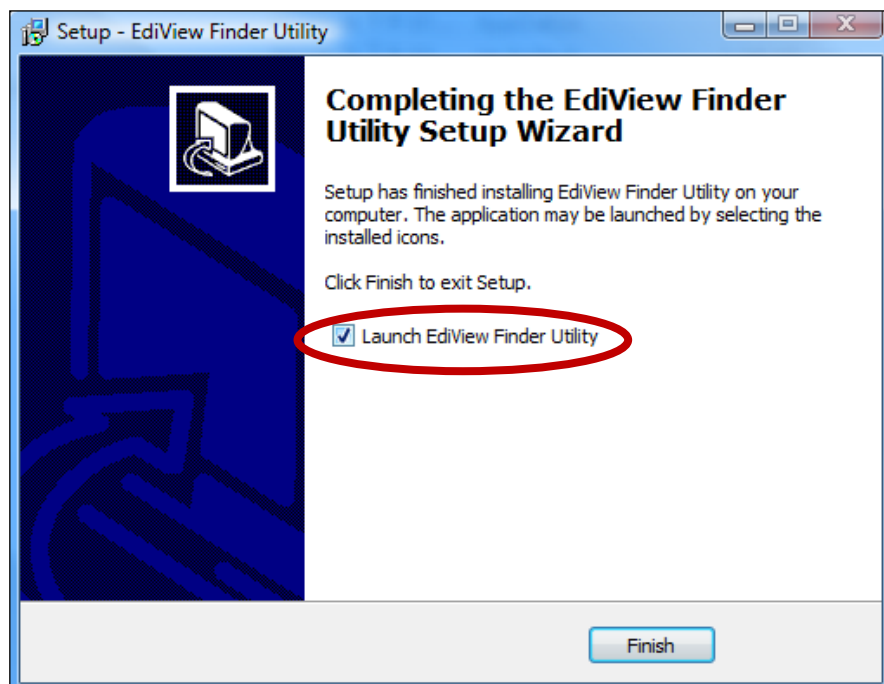 Setup - EdiView Finder Utility
Completing the EdiView Finder
Utility Setup Wizard
Setup has finished installing EdiView Finder Utility on your
computer. The application may be launched by selecting the
installed icons.
Click Finish to exit Setup.
Launch EdiView Finder Utility
Finish